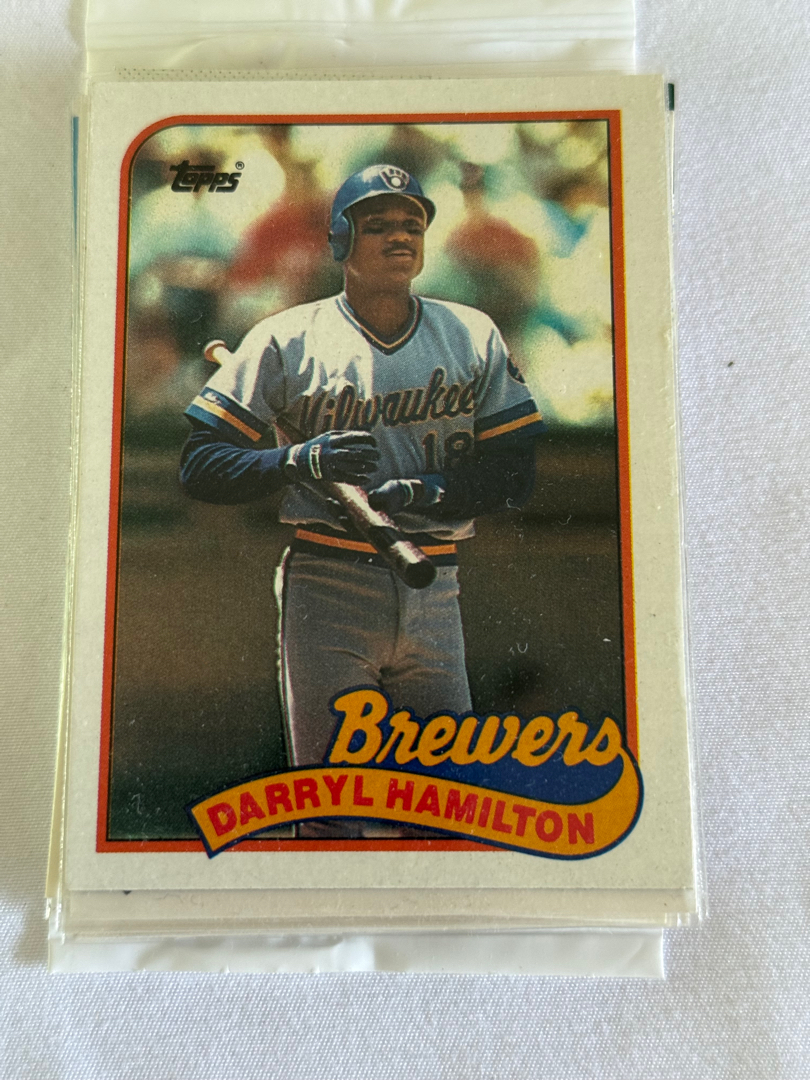 topps®
Milwaukee
18
Brewers
DARRYL HAMILTON